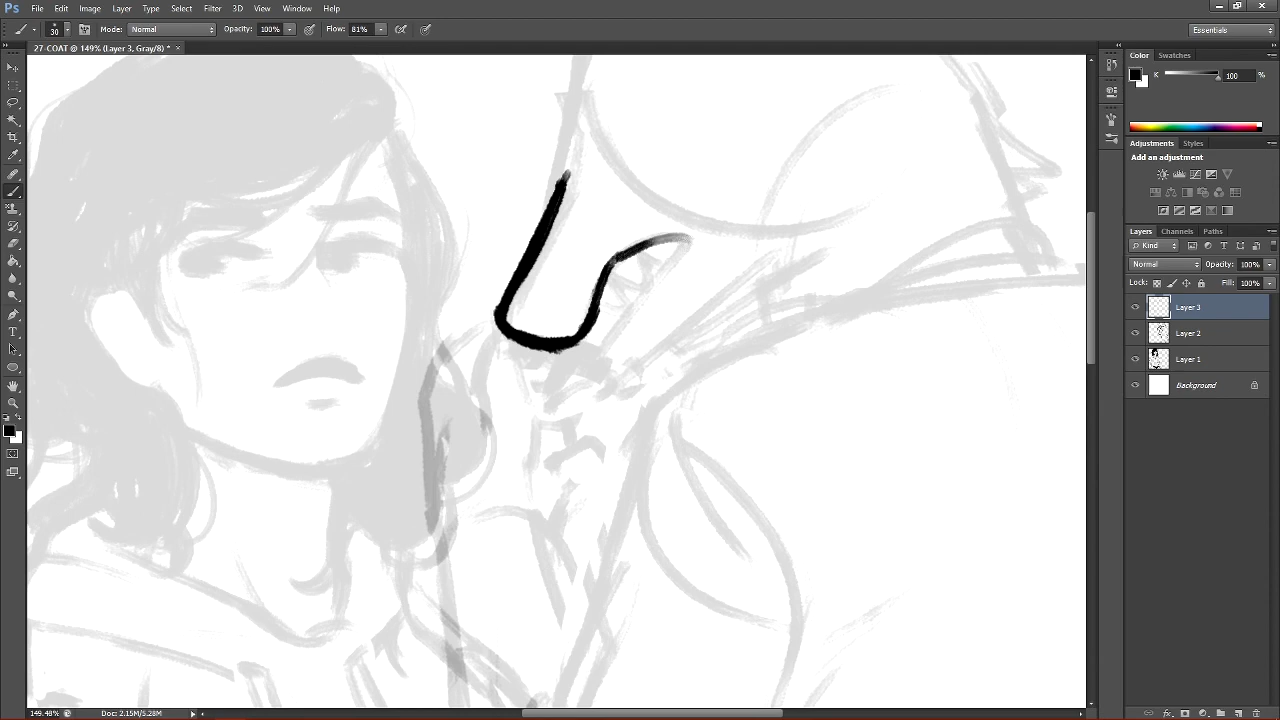 Ps File Edit Image Layer Type Select Filter 3D View Window Help
30 Mode: Normal Opacity: 100% Flow: 81% Essentials
27-COAT @ 149% (Layer 3, Gray/8) * ×
Color Swatches
K 100 %
Adjustments Styles
Add an adjustment
Layers Channels Paths
Kind
Normal Opacity: 100%
Lock: Fill: 100%
Layer 3
Layer 2
Layer 1
Background
149.48% Doc: 2.15M/5.28M
fx